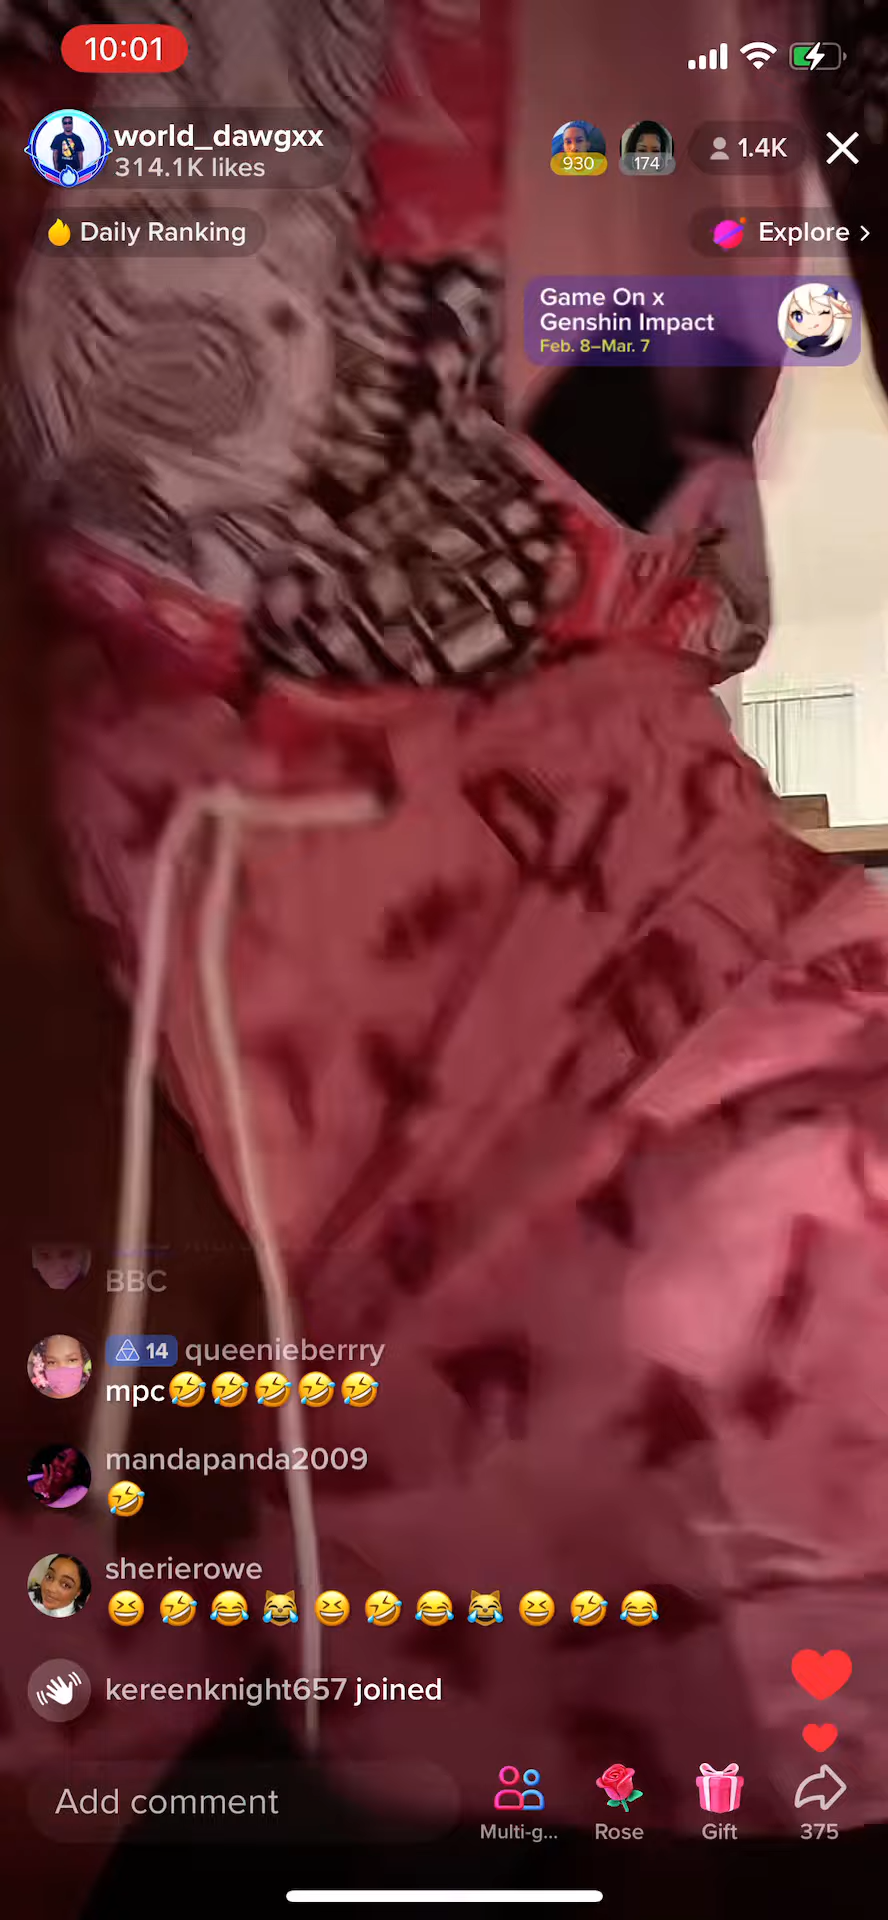 10:01
world_dawgxx
314.1K likes
930
174
1.4K
Daily Ranking
Explore >
Game On x
Genshin Impact
Feb. 8–Mar. 7
BBC
14 queenieberrry
mpc🤣🤣🤣🤣🤣
mandapanda2009
🤣
sherierowe
😆 🤣 😂 😹 😆 🤣 😂 😹 😆 🤣 😂
kereenknight657 joined
Add comment
Multi-g...
Rose
Gift
375